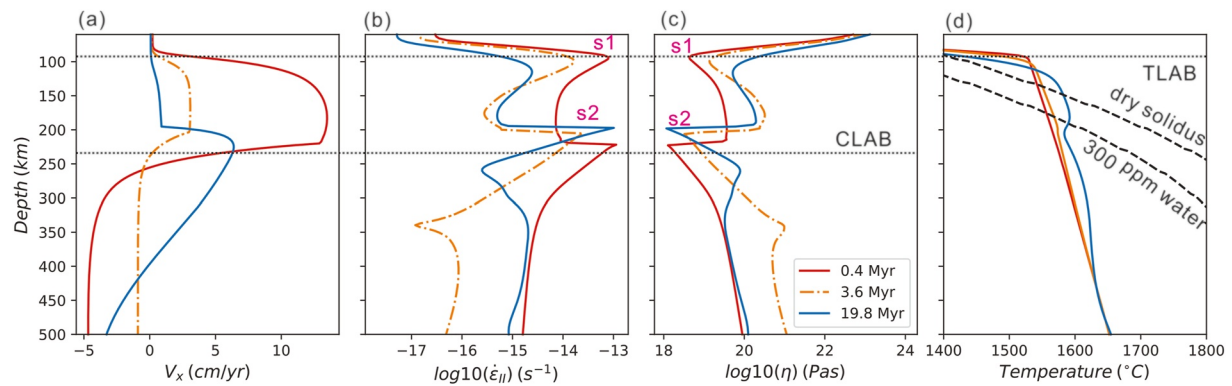 (a)
(b)
(c)
(d)
Depth (km)
100
150
200
250
300
350
400
450
500
−5
0
5
10
Vₓ (cm/yr)
s1
s2
−17
−16
−15
−14
−13
log10(ε̇_II) (s⁻¹)
s1
s2
CLAB
0.4 Myr
3.6 Myr
19.8 Myr
18
20
22
24
log10(η) (Pas)
TLAB
dry solidus
300 ppm water
1400
1500
1600
1700
1800
Temperature (°C)